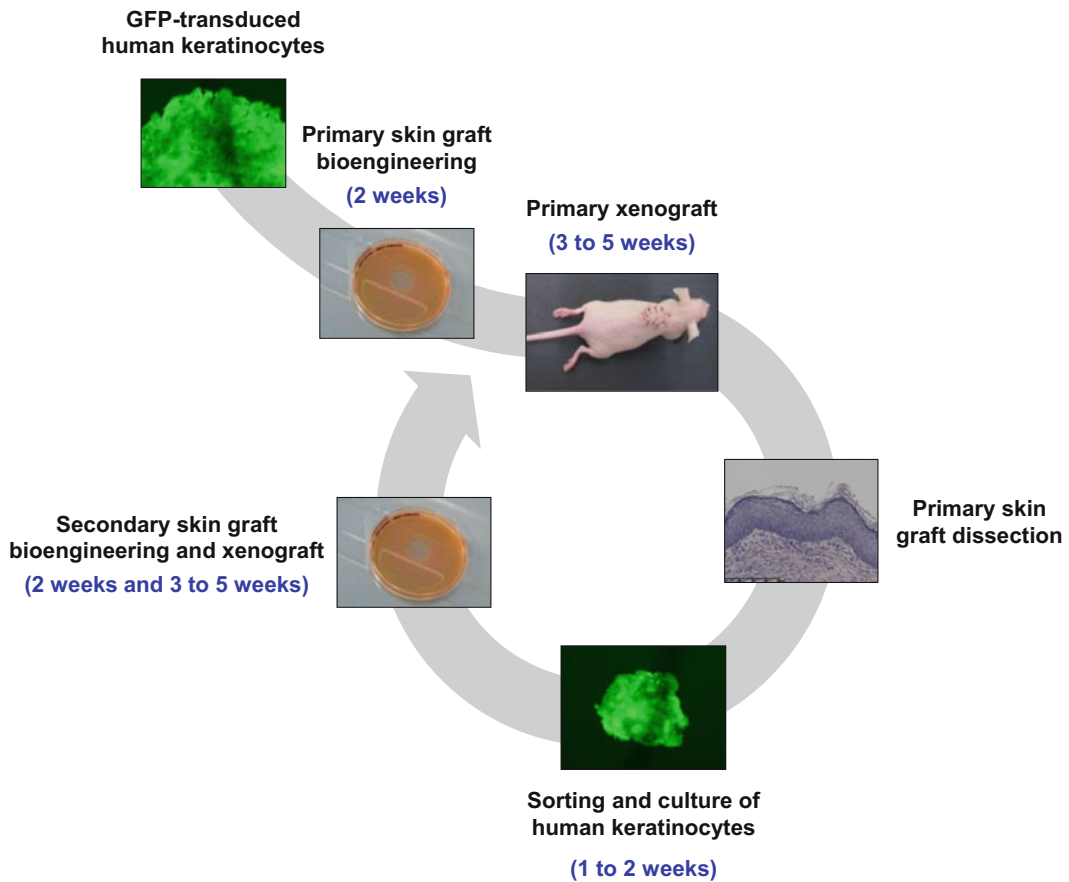 GFP-transduced
human keratinocytes
Primary skin graft
bioengineering
(2 weeks)
Primary xenograft
(3 to 5 weeks)
Primary skin
graft dissection
Secondary skin graft
bioengineering and xenograft
(2 weeks and 3 to 5 weeks)
Sorting and culture of
human keratinocytes
(1 to 2 weeks)